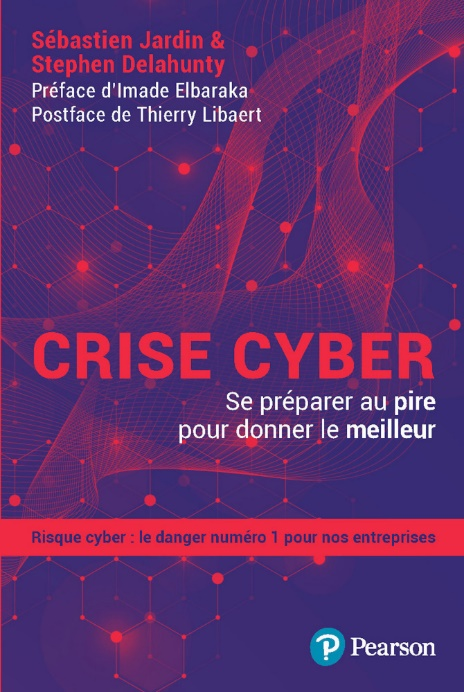 Sébastien Jardin &
Stephen Delahunty
Préface d'Imade Elbaraka
Postface de Thierry Libaert
CRISE CYBER
Se préparer au pire
pour donner le meilleur
Risque cyber : le danger numéro 1 pour nos entreprises
P Pearson